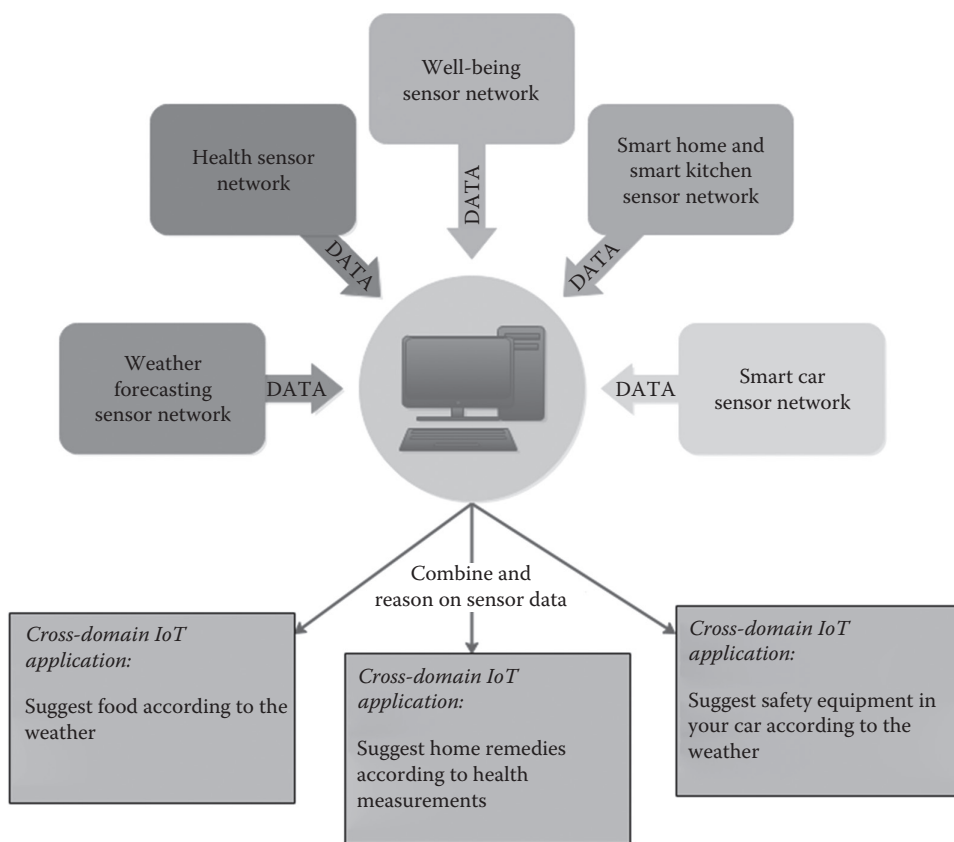 Well-being
sensor network
Health sensor
network
Smart home and
smart kitchen
sensor network
DATA
DATA
DATA
Weather
forecasting
sensor network
DATA
DATA
Smart car
sensor network
Combine and
reason on sensor data
Cross-domain IoT
application:
Suggest food according to the
weather
Cross-domain IoT
application:
Suggest home remedies
according to health
measurements
Cross-domain IoT
application:
Suggest safety equipment in
your car according to the
weather